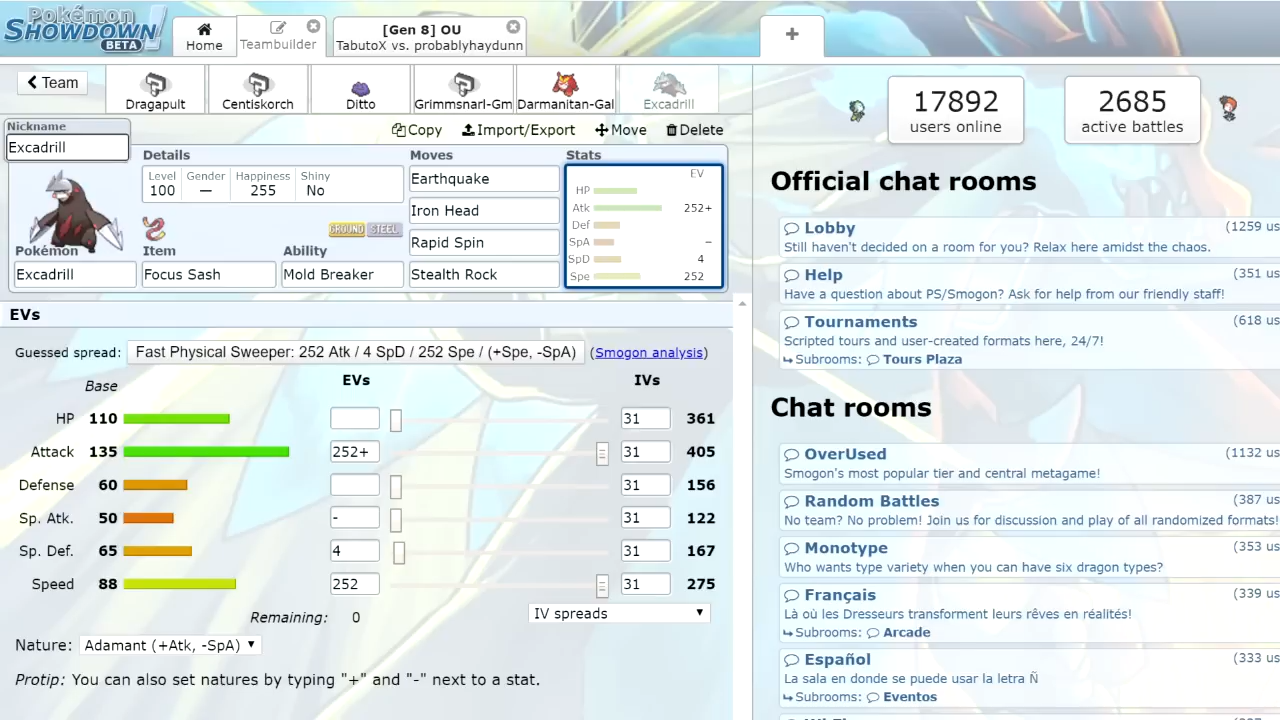 Pokémon
SHOWDOWN!
BETA
Home
Teambuilder
[Gen 8] OU
TabutoX vs. probablyhaydunn
+
Team
Dragapult
Centiskorch
Ditto
Grimmsnarl-Gm
Darmanitan-Gal
Excadrill
Copy
Import/Export
Move
Delete
Nickname
Excadrill
Details
Level
100
Gender
—
Happiness
255
Shiny
No
GROUND STEEL
Pokémon
Excadrill
Item
Focus Sash
Ability
Mold Breaker
Moves
Earthquake
Iron Head
Rapid Spin
Stealth Rock
Stats
EV
HP
Atk 252+
Def
SpA –
SpD 4
Spe 252
EVs
Guessed spread: Fast Physical Sweeper: 252 Atk / 4 SpD / 252 Spe / (+Spe, -SpA) (Smogon analysis)
Base EVs IVs
HP 110 31 361
Attack 135 252+ 31 405
Defense 60 31 156
Sp. Atk. 50 - 31 122
Sp. Def. 65 4 31 167
Speed 88 252 31 275
Remaining: 0
IV spreads
Nature: Adamant (+Atk, -SpA)
Protip: You can also set natures by typing "+" and "-" next to a stat.
17892
users online
2685
active battles
Official chat rooms
Lobby (1259 us
Still haven't decided on a room for you? Relax here amidst the chaos.
Help (351 us
Have a question about PS/Smogon? Ask for help from our friendly staff!
Tournaments (618 us
Scripted tours and user-created formats here, 24/7!
Subrooms: Tours Plaza
Chat rooms
OverUsed (1132 us
Smogon's most popular tier and central metagame!
Random Battles (387 us
No team? No problem! Join us for discussion and play of all randomized formats!
Monotype (353 us
Who wants type variety when you can have six dragon types?
Français (339 us
Là où les Dresseurs transforment leurs rêves en réalités!
Subrooms: Arcade
Español (333 us
La sala en donde se puede usar la letra Ñ
Subrooms: Eventos